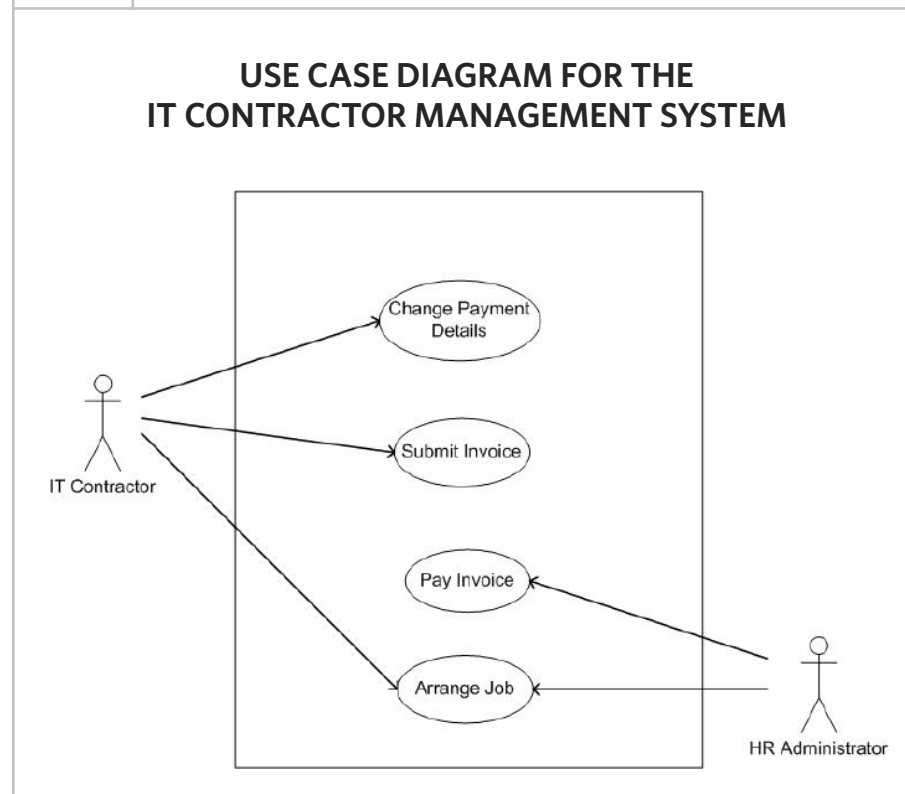 USE CASE DIAGRAM FOR THE
IT CONTRACTOR MANAGEMENT SYSTEM
Change Payment
Details
Submit Invoice
IT Contractor
Pay Invoice
Arrange Job
HR Administrator